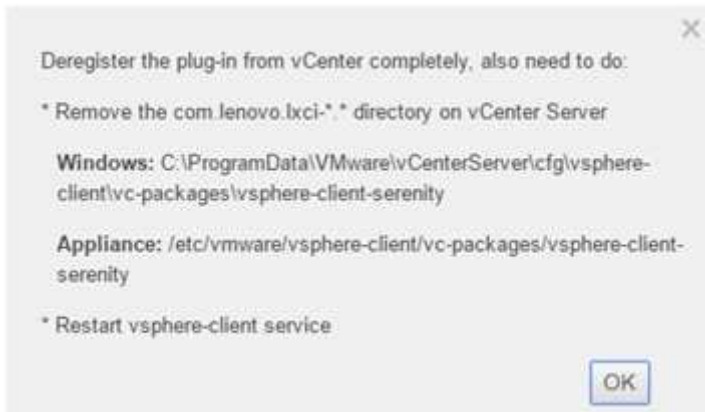 Deregister the plug-in from vCenter completely, also need to do:
* Remove the com.lenovo.lxci-*.* directory on vCenter Server
Windows: C:\ProgramData\VMware\vCenterServer\cfg\vsphere-
client\vc-packages\vsphere-client-serenity
Appliance: /etc/vmware/vsphere-client/vc-packages/vsphere-client-
serenity
* Restart vsphere-client service
OK